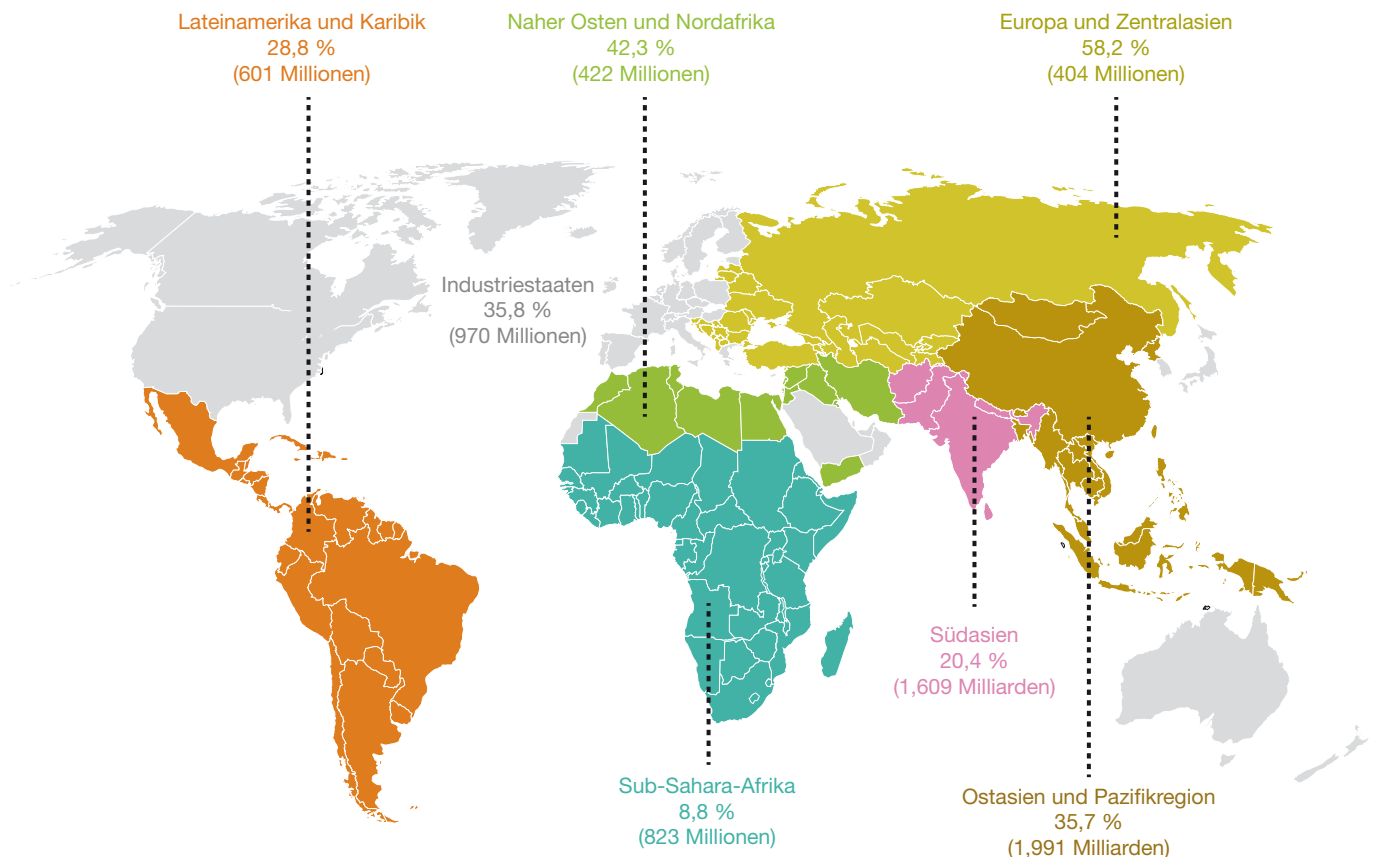 Lateinamerika und Karibik
28,8 %
(601 Millionen)
Naher Osten und Nordafrika
42,3 %
(422 Millionen)
Europa und Zentralasien
58,2 %
(404 Millionen)
Industriestaaten
35,8 %
(970 Millionen)
Südasien
20,4 %
(1,609 Milliarden)
Sub-Sahara-Afrika
8,8 %
(823 Millionen)
Ostasien und Pazifikregion
35,7 %
(1,991 Milliarden)